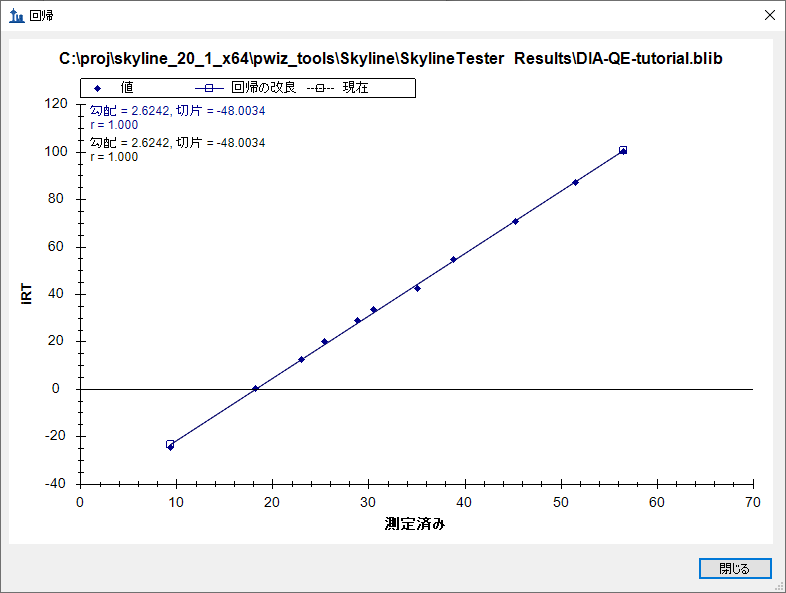 回帰
C:\proj\skyline_20_1_x64\pwiz_tools\Skyline\SkylineTester Results\DIA-QE-tutorial.blib
値 回帰の改良 現在
勾配 = 2.6242, 切片 = -48.0034
r = 1.000
勾配 = 2.6242, 切片 = -48.0034
r = 1.000
120
100
80
60
40
20
0
-20
-40
iRT
0 10 20 30 40 50 60 70
測定済み
閉じる